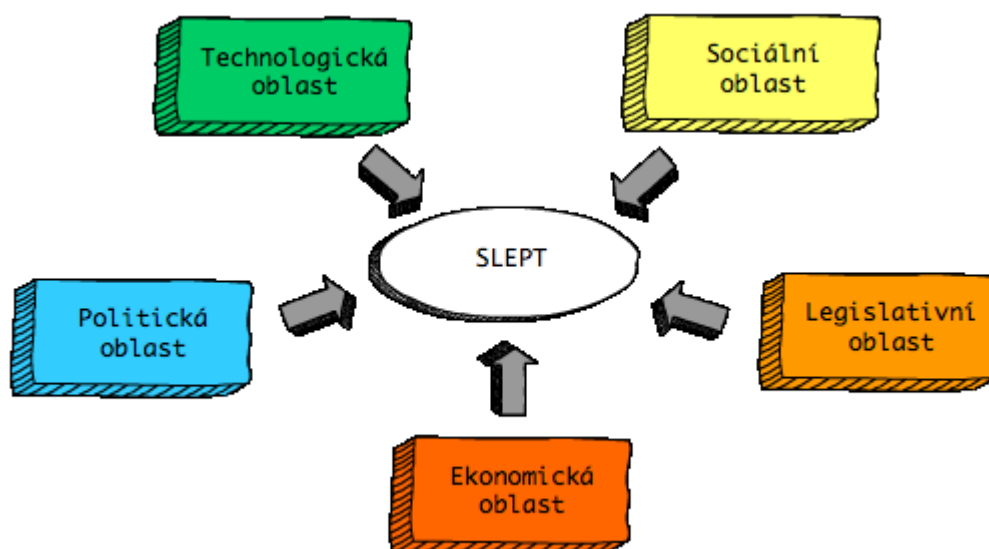 Technologická
oblast
Sociální
oblast
SLEPT
Politická
oblast
Legislativní
oblast
Ekonomická
oblast